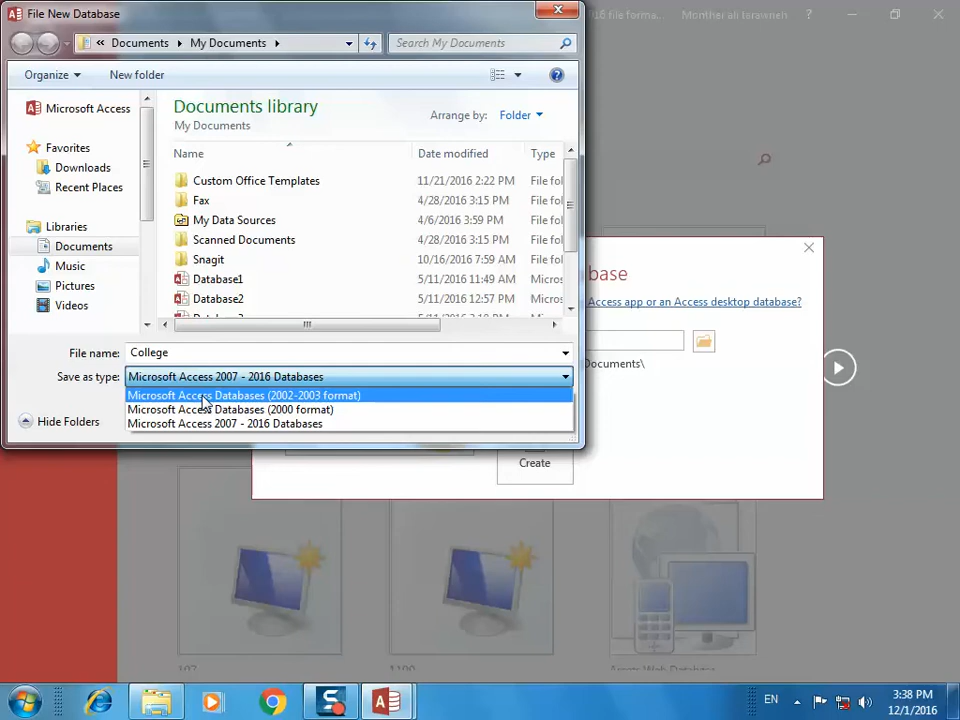 File New Database
Documents
My Documents
Search My Documents
16 file forma...
Monther ali tarawneh
?
Organize
New folder
?
Microsoft Access
Favorites
Downloads
Recent Places
Libraries
Documents
Music
Pictures
Videos
Documents library
My Documents
Arrange by:
Folder
Name
Date modified
Type
Custom Office Templates
11/21/2016 2:22 PM
File fol
Fax
4/28/2016 3:15 PM
File fol
My Data Sources
4/6/2016 3:59 PM
File fol
Scanned Documents
4/28/2016 3:15 PM
File fol
Snagit
10/16/2016 7:59 AM
File fol
Database1
5/11/2016 11:49 AM
Micros
Database2
5/11/2016 12:57 PM
Micros
base
Access app or an Access desktop database?
Documents\
File name:
College
Save as type:
Microsoft Access 2007 - 2016 Databases
Microsoft Access Databases (2002-2003 format)
Microsoft Access Databases (2000 format)
Microsoft Access 2007 - 2016 Databases
Hide Folders
Create
EN
3:38 PM
12/1/2016